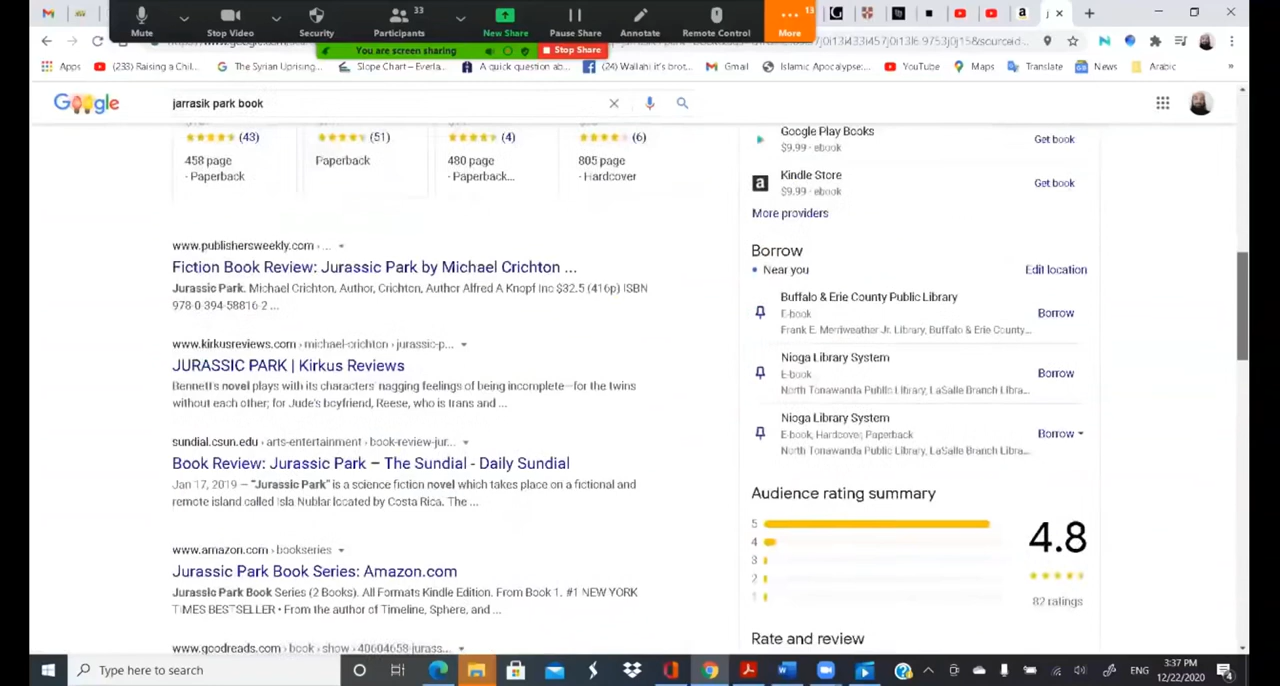 33
13
Mute
Stop Video
Security
Participants
New Share
Pause Share
Annotate
Remote Control
More
You are screen sharing
Stop Share
Apps
(233) Raising a Chil...
The Syrian Uprising...
Slope Chart – Everla...
A quick question ab...
(24) Wallahi it's brot...
Gmail
Islamic Apocalypse:...
YouTube
Maps
Translate
News
Arabic
»
Google
jarrasik park book
(43)
(51)
(4)
(6)
458 page
- Paperback
Paperback
480 page
- Paperback...
805 page
- Hardcover
www.publishersweekly.com › ...
Fiction Book Review: Jurassic Park by Michael Crichton ...
Jurassic Park. Michael Crichton, Author, Crichton, Author Alfred A Knopf Inc $32.5 (416p) ISBN
978-0-394-58816-2 ...
www.kirkusreviews.com › michael-crichton › jurassic-p...
JURASSIC PARK | Kirkus Reviews
Bennett's novel plays with its characters' nagging feelings of being incomplete—for the twins
without each other; for Jude's boyfriend, Reese, who is trans and ...
sundial.csun.edu › arts-entertainment › book-review-jur...
Book Review: Jurassic Park – The Sundial - Daily Sundial
Jan 17, 2019 — "Jurassic Park" is a science fiction novel which takes place on a fictional and
remote island called Isla Nublar located by Costa Rica. The ...
www.amazon.com › bookseries
Jurassic Park Book Series: Amazon.com
Jurassic Park Book Series (2 Books). All Formats Kindle Edition. From Book 1. #1 NEW YORK
TIMES BESTSELLER • From the author of Timeline, Sphere, and ...
www.goodreads.com › book › show › 40604658-jurass...
Google Play Books
$9.99 · ebook
Get book
Kindle Store
$9.99 · ebook
Get book
More providers
Borrow
Near you
Edit location
Buffalo & Erie County Public Library
E-book
Borrow
Frank E. Merriweather Jr. Library, Buffalo & Erie County...
Nioga Library System
E-book
Borrow
North Tonawanda Public Library, LaSalle Branch Libra...
Nioga Library System
E-book, Hardcover, Paperback
Borrow
North Tonawanda Public Library, LaSalle Branch Libra...
Audience rating summary
5
4
3
2
1
4.8
82 ratings
Rate and review
Type here to search
ENG
3:37 PM
12/22/2020
4